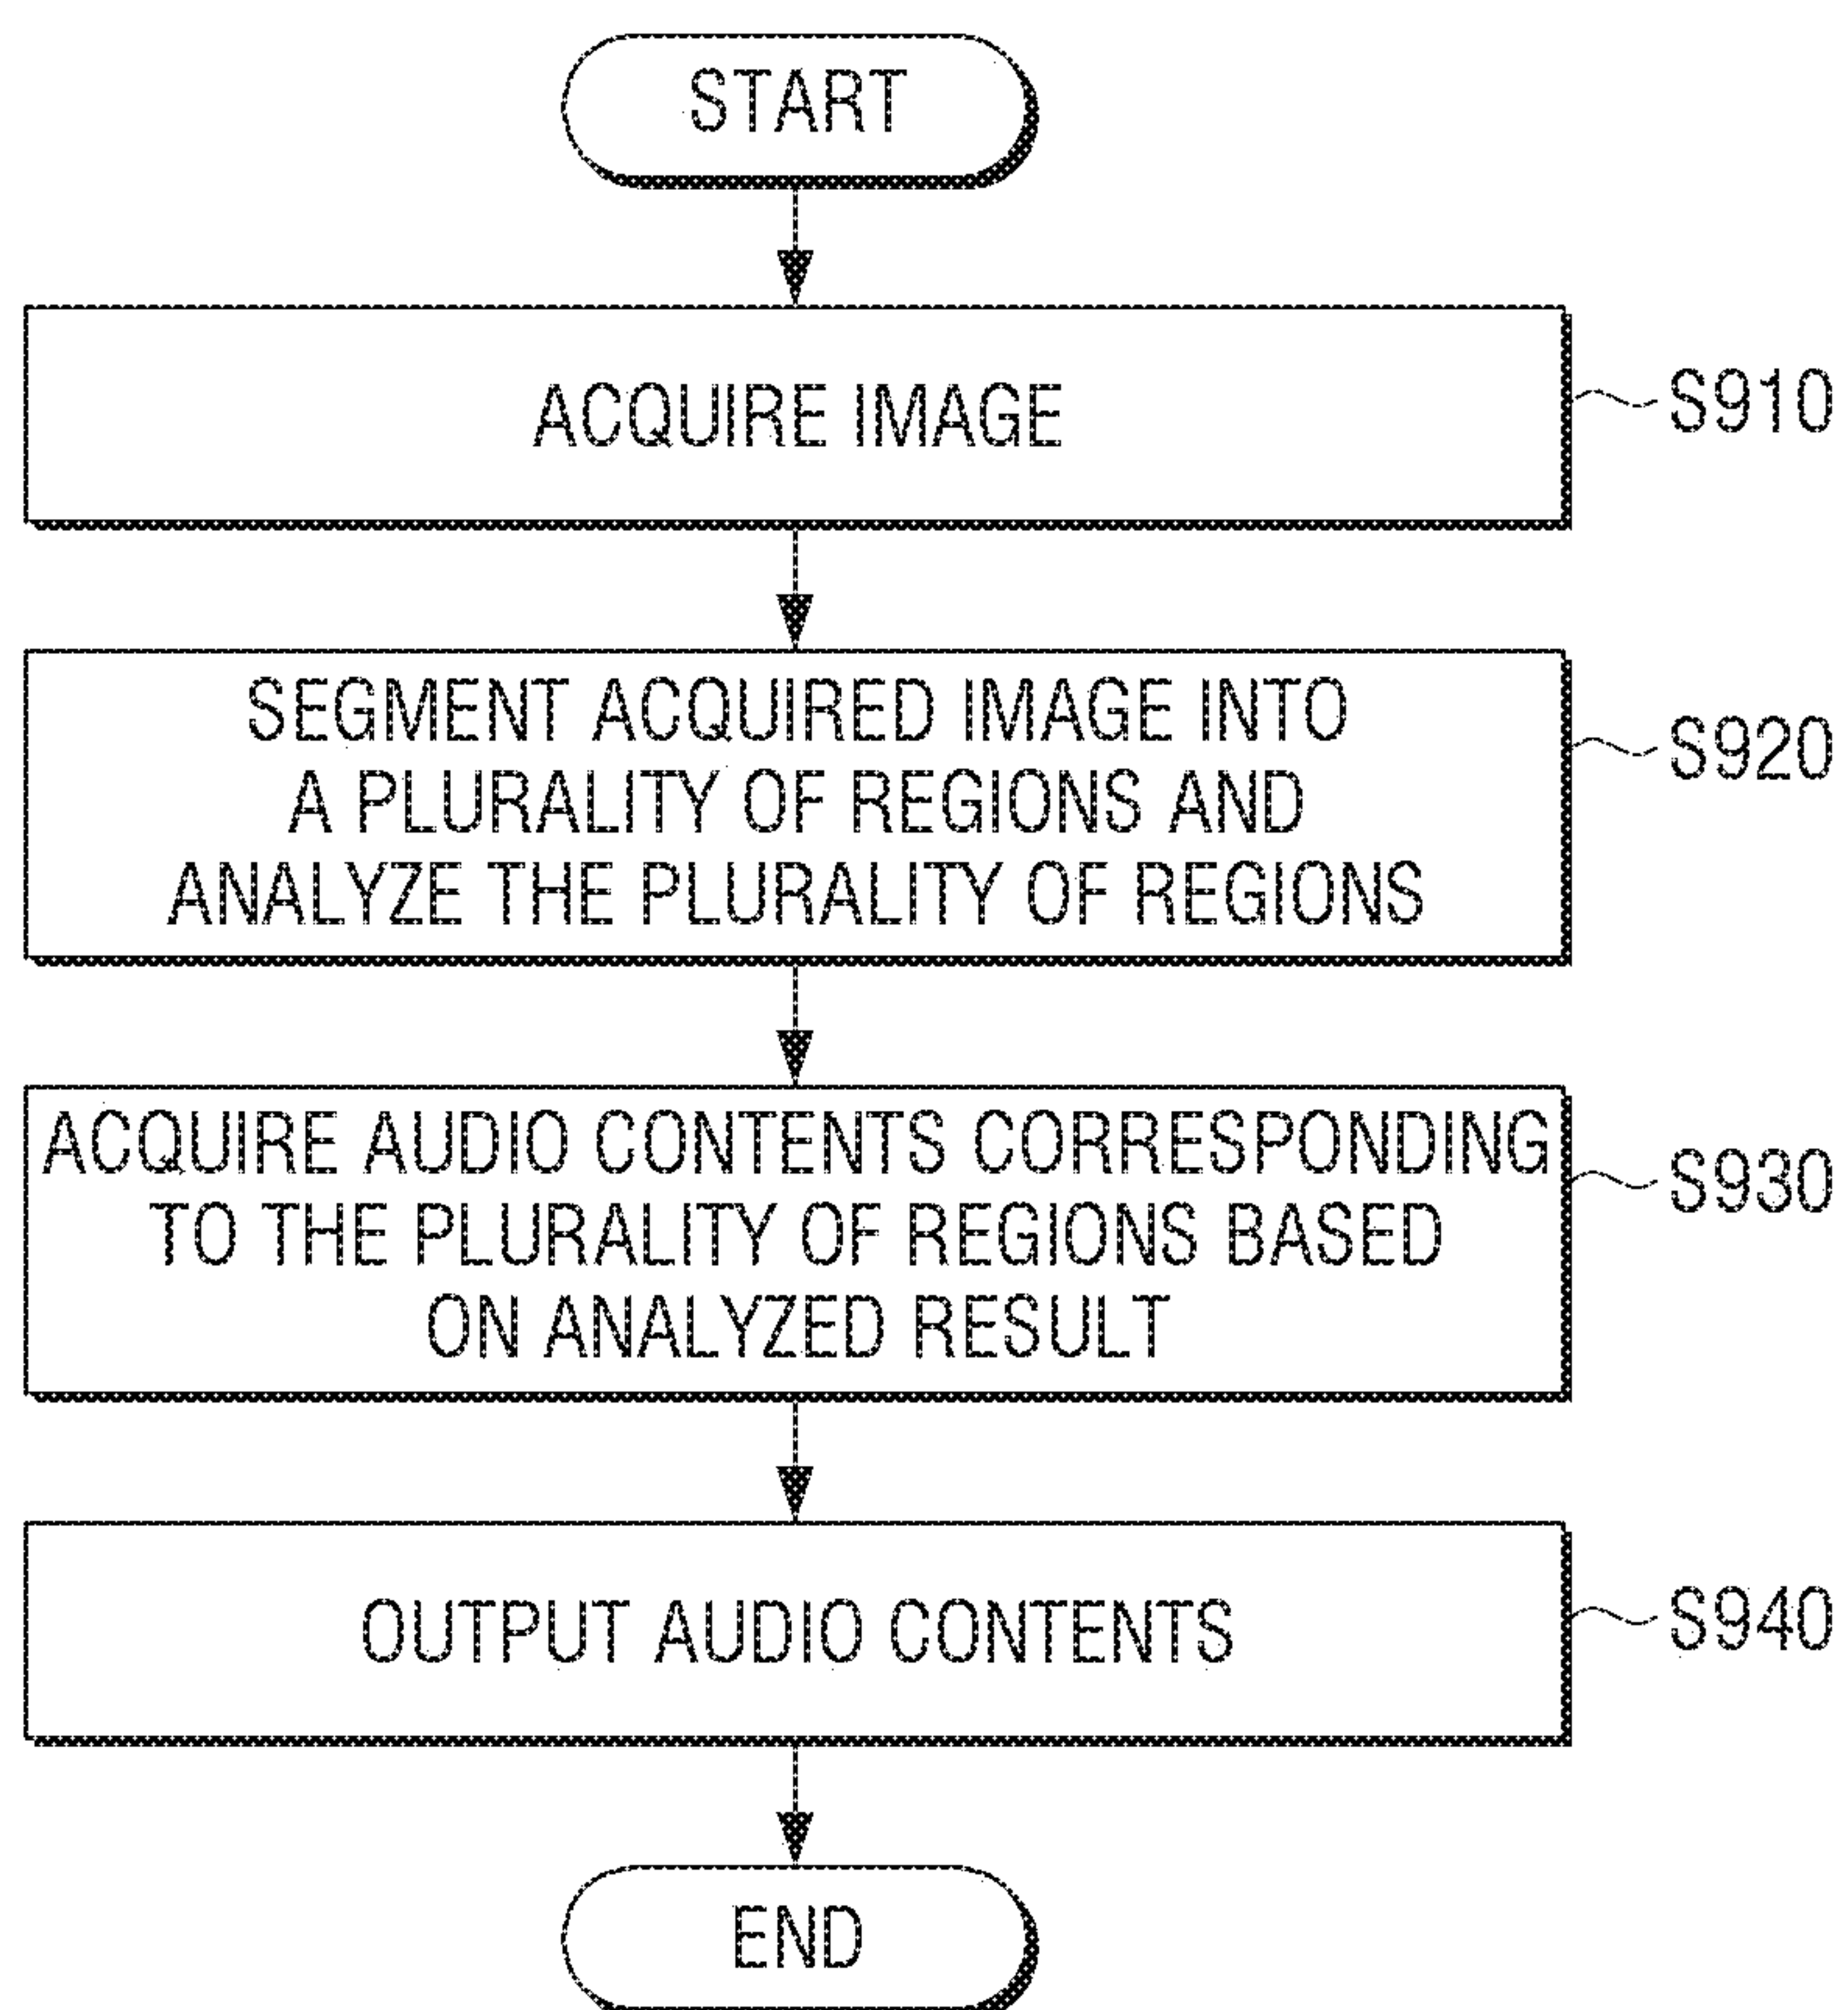 START
ACQUIRE IMAGE
S910
SEGMENT ACQUIRED IMAGE INTO
A PLURALITY OF REGIONS AND
ANALYZE THE PLURALITY OF REGIONS
S920
ACQUIRE AUDIO CONTENTS CORRESPONDING
TO THE PLURALITY OF REGIONS BASED
ON ANALYZED RESULT
S930
OUTPUT AUDIO CONTENTS
S940
END